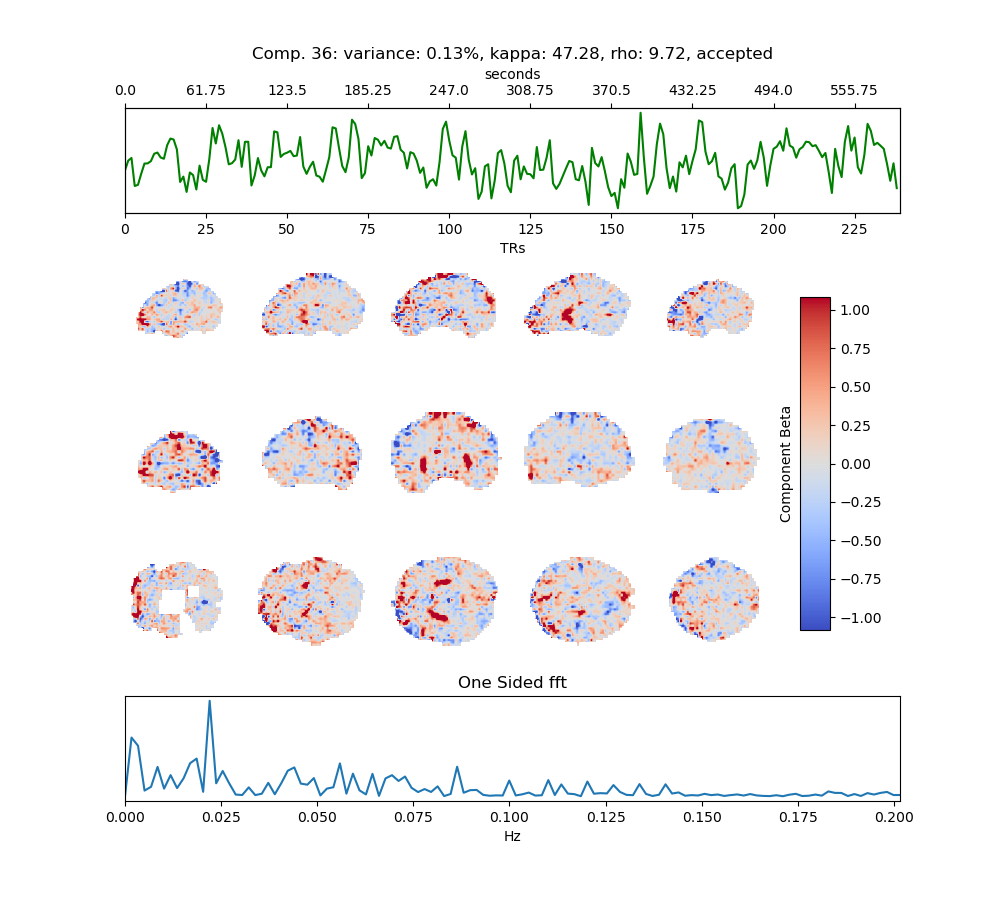 Comp. 36: variance: 0.13%, kappa: 47.28, rho: 9.72, accepted
seconds
0.0 61.75 123.5 185.25 247.0 308.75 370.5 432.25 494.0 555.75
0 25 50 75 100 125 150 175 200 225
TRs
1.00
0.75
0.50
0.25
0.00
−0.25
−0.50
−0.75
−1.00
Component Beta
One Sided fft
0.000 0.025 0.050 0.075 0.100 0.125 0.150 0.175 0.200
Hz